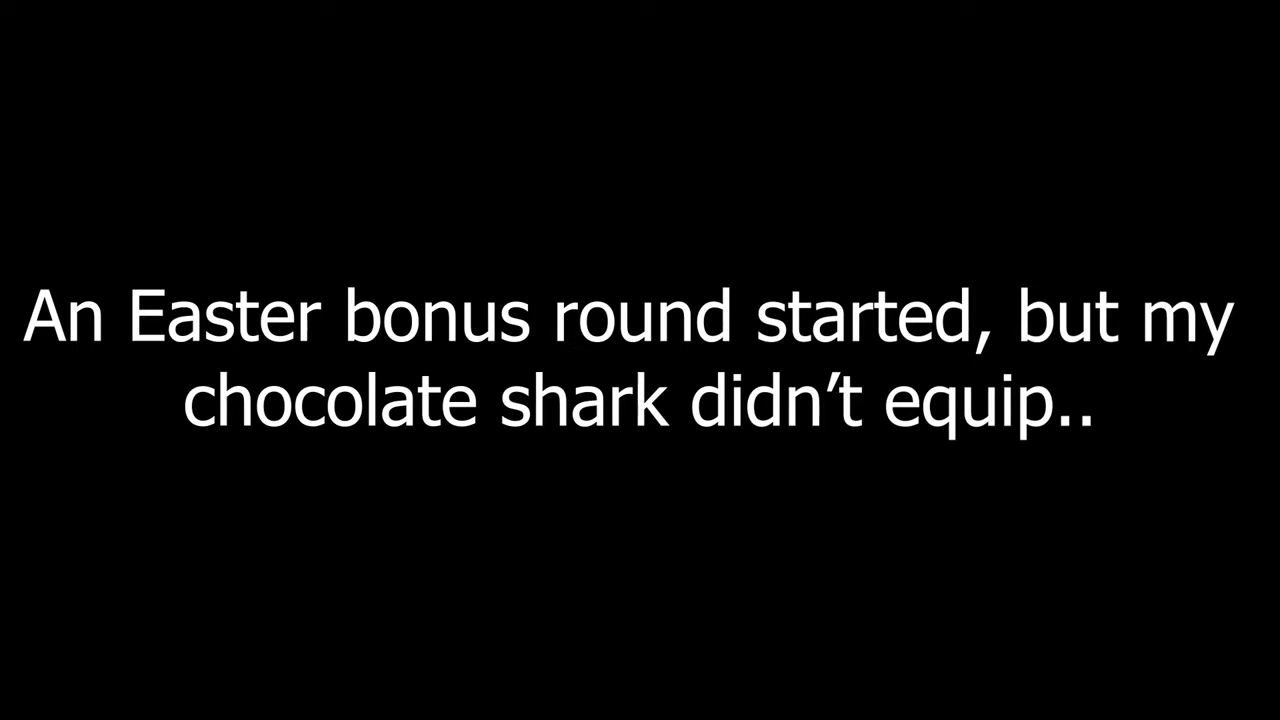 An Easter bonus round started, but my
chocolate shark didn’t equip..